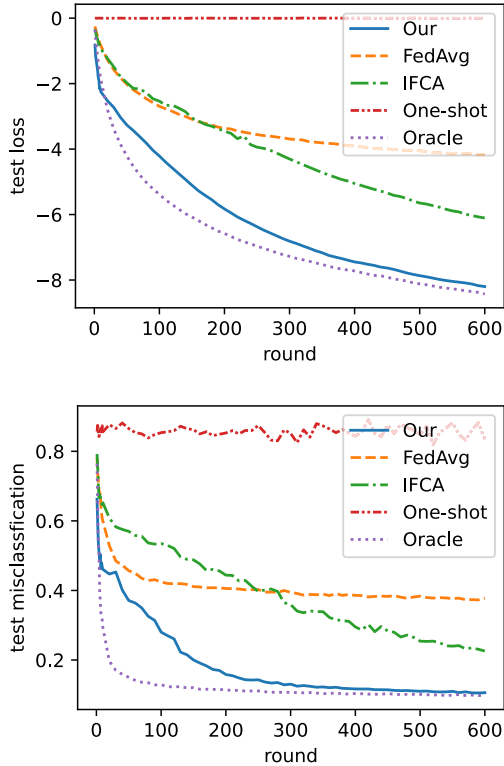 0
−2
−4
−6
−8
test loss
Our
FedAvg
IFCA
One-shot
Oracle
0 100 200 300 400 500 600
round
0.8
0.6
0.4
0.2
test misclassfication
Our
FedAvg
IFCA
One-shot
Oracle
0 100 200 300 400 500 600
round